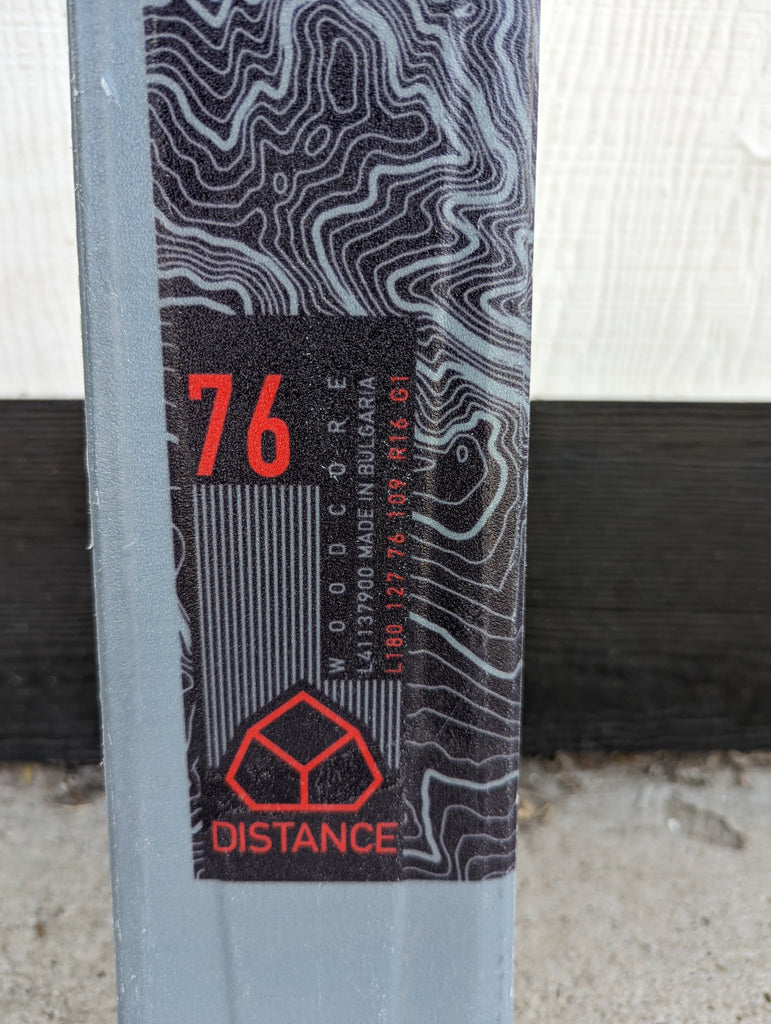 76
WOODCORE
L41137900 MADE IN BULGARIA
L180 127 76 109 R16 G1
DISTANCE